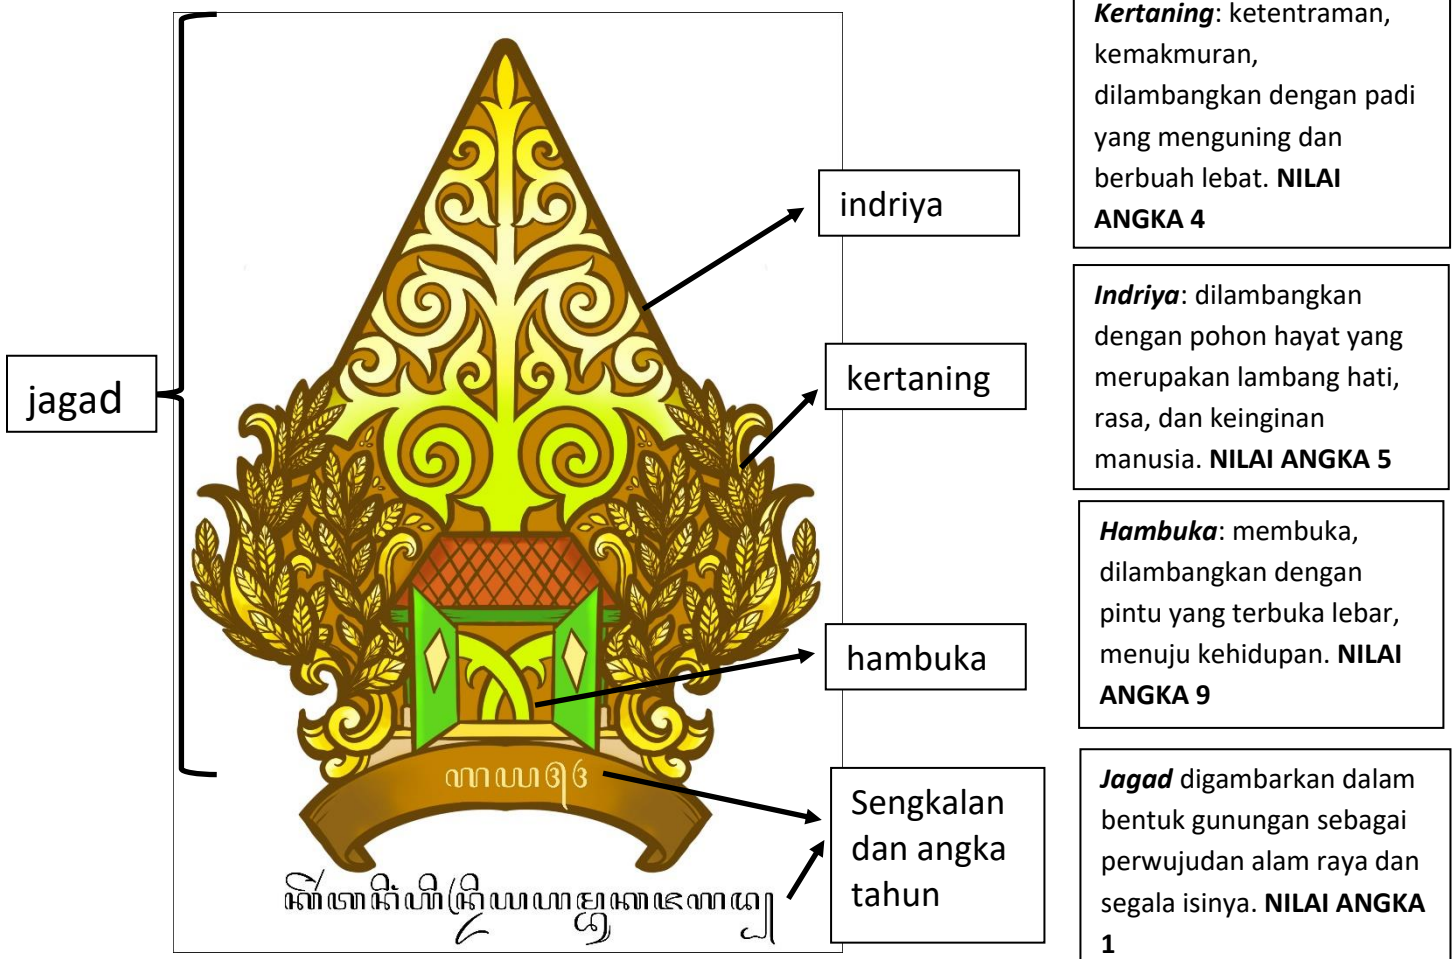 jagad
indriya
kertaning
hambuka
Sengkalan
dan angka
tahun
꧑꧙꧕꧔
Kertaning: ketentraman,
kemakmuran,
dilambangkan dengan padi
yang menguning dan
berbuah lebat. NILAI
ANGKA 4
Indriya: dilambangkan
dengan pohon hayat yang
merupakan lambang hati,
rasa, dan keinginan
manusia. NILAI ANGKA 5
Hambuka: membuka,
dilambangkan dengan
pintu yang terbuka lebar,
menuju kehidupan. NILAI
ANGKA 9
Jagad digambarkan dalam
bentuk gunungan sebagai
perwujudan alam raya dan
segala isinya. NILAI ANGKA
1